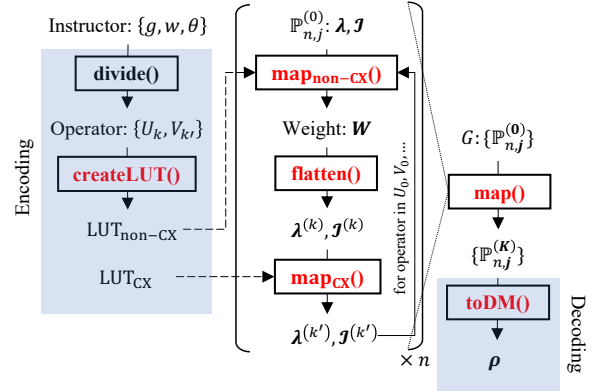 Instructor: {g, w, θ}
divide()
Operator: {U_k, V_k′}
createLUT()
LUT_non−CX
LUT_CX
Encoding
ℙ_{n,j}^{(0)}: λ, 𝓘
map_non−CX()
Weight: W
flatten()
λ^{(k)}, 𝓘^{(k)}
map_CX()
λ^{(k′)}, 𝓘^{(k′)}
for operator in U_0, V_0, …
× n
G: {ℙ_{n,j}^{(0)}}
map()
{ℙ_{n,j}^{(K)}}
toDM()
ρ
Decoding